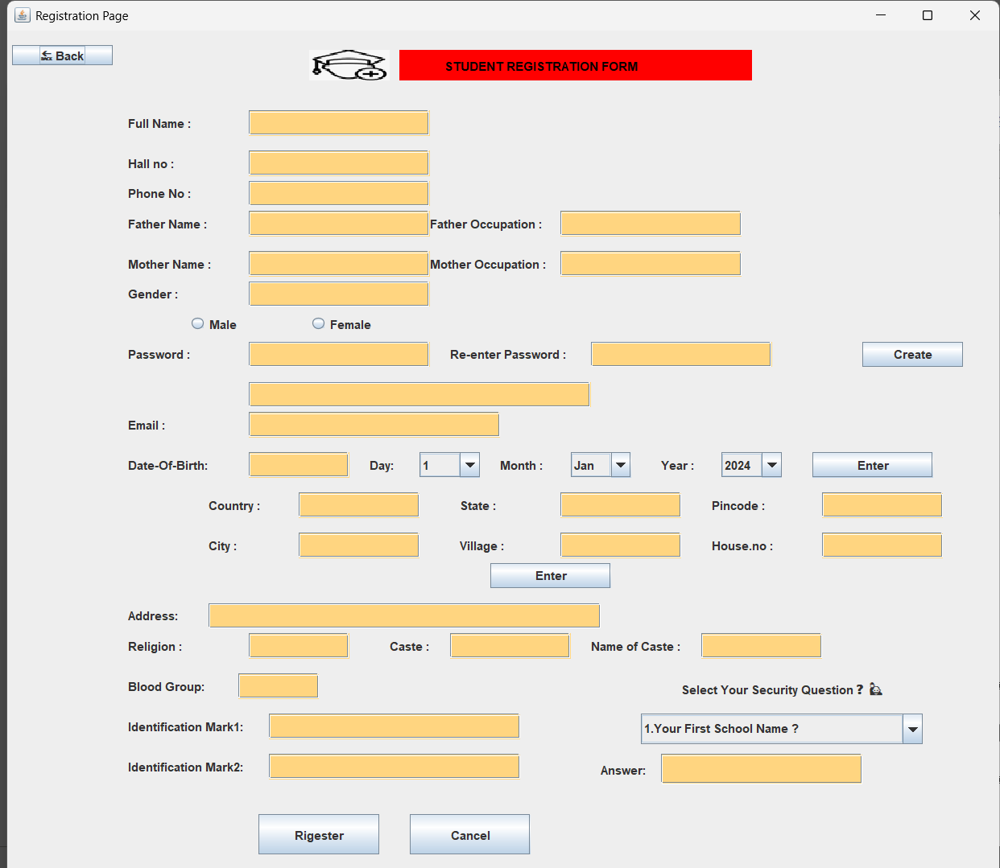 Registration Page
BACK Back
STUDENT REGISTRATION FORM
Full Name :
Hall no :
Phone No :
Father Name : Father Occupation :
Mother Name : Mother Occupation :
Gender :
Male Female
Password : Re-enter Password : Create
Email :
Date-Of-Birth: Day: 1 Month : Jan Year : 2024 Enter
Country : State : Pincode :
City : Village : House.no :
Enter
Address:
Religion : Caste : Name of Caste :
Blood Group: Select Your Security Question ?
Identification Mark1: 1.Your First School Name ?
Identification Mark2: Answer:
Rigester Cancel